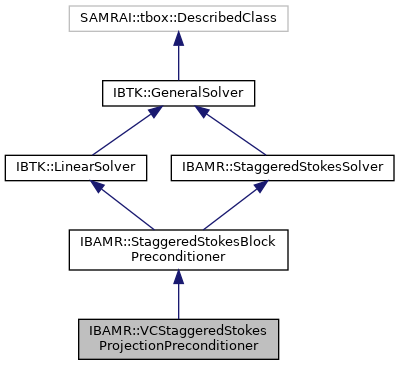 SAMRAI::tbox::DescribedClass
IBTK::GeneralSolver
IBTK::LinearSolver
IBAMR::StaggeredStokesSolver
IBAMR::StaggeredStokesBlock
Preconditioner
IBAMR::VCStaggeredStokes
ProjectionPreconditioner